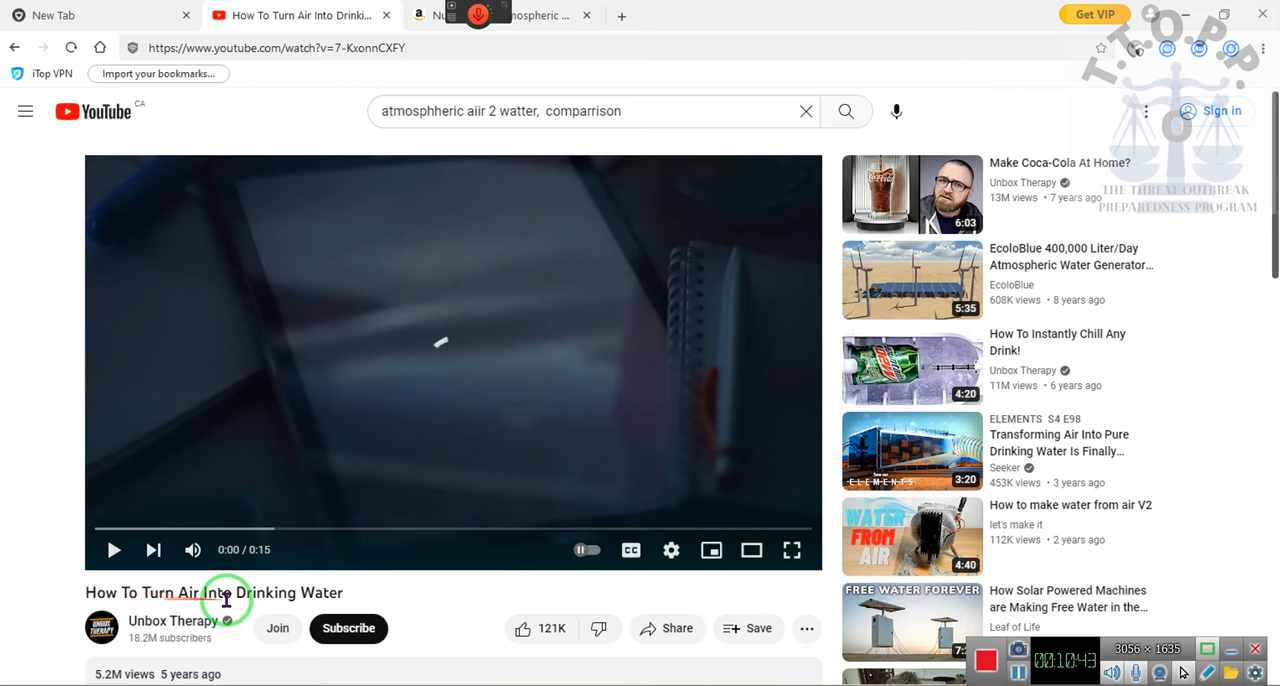 New Tab
How To Turn Air Into Drinki...
Nu
mospheric ...
Get VIP
https://www.youtube.com/watch?v=7-KxonnCXFY
iTop VPN
Import your bookmarks...
T.T.O.P.P.
YouTube
CA
atmosphheric aiir 2 watter, comparrison
Sign in
THE THREAT OUTBREAK
PREPAREDNESS PROGRAM
Make Coca-Cola At Home?
Unbox Therapy
13M views • 7 years ago
6:03
EcoloBlue 400,000 Liter/Day
Atmospheric Water Generator...
EcoloBlue
608K views • 8 years ago
5:35
How To Instantly Chill Any
Drink!
Unbox Therapy
11M views • 6 years ago
4:20
ELEMENTS S4 E98
Transforming Air Into Pure
Drinking Water Is Finally...
Seeker
453K views • 3 years ago
ELEMENTS
3:20
How to make water from air V2
let's make it
112K views • 2 years ago
WATER
FROM
AIR
4:40
How Solar Powered Machines
are Making Free Water in the...
Leaf of Life
FREE WATER FOREVER
0:00 / 0:15
CC
How To Turn Air Into Drinking Water
UNBOX
THERAPY
Unbox Therapy
18.2M subscribers
Join
Subscribe
121K
Share
Save
5.2M views 5 years ago
00:10:43
3056 × 1635